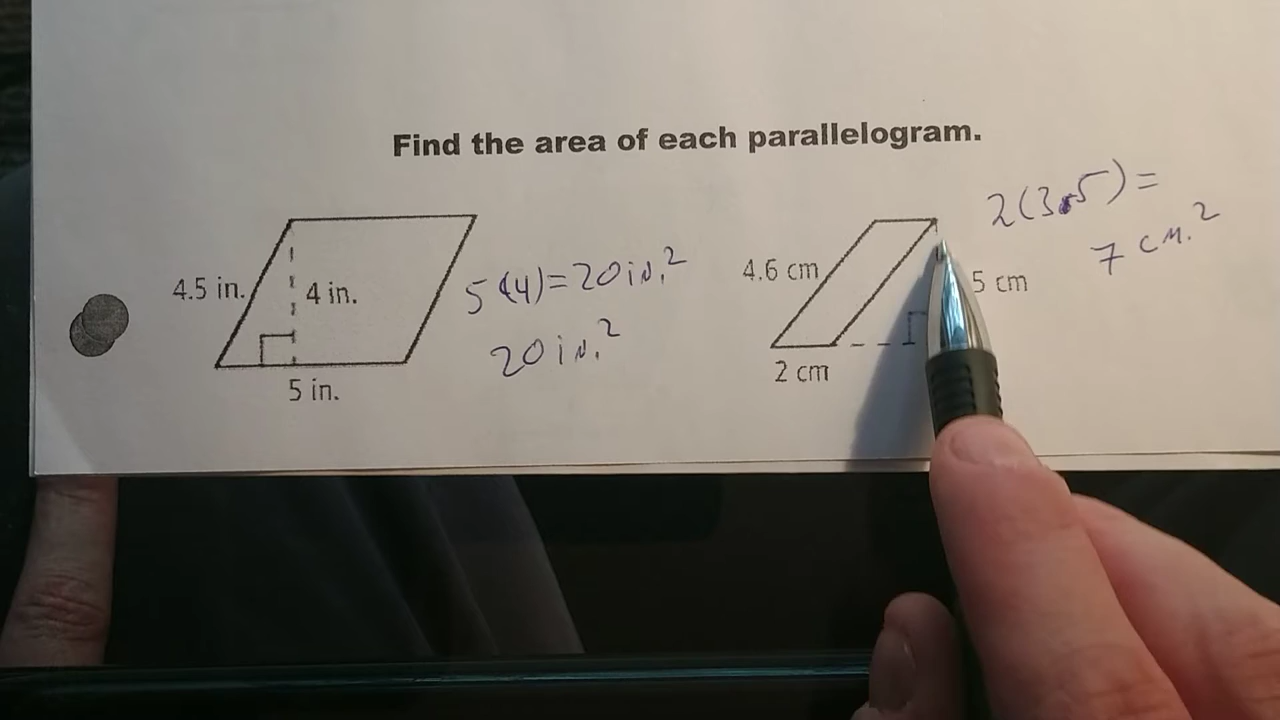 Find the area of each parallelogram.
4.5 in.
4 in.
5 in.
5(4)=20in.²
20in.²
4.6 cm
5 cm
2 cm
2(3.5)=
7 cm.²